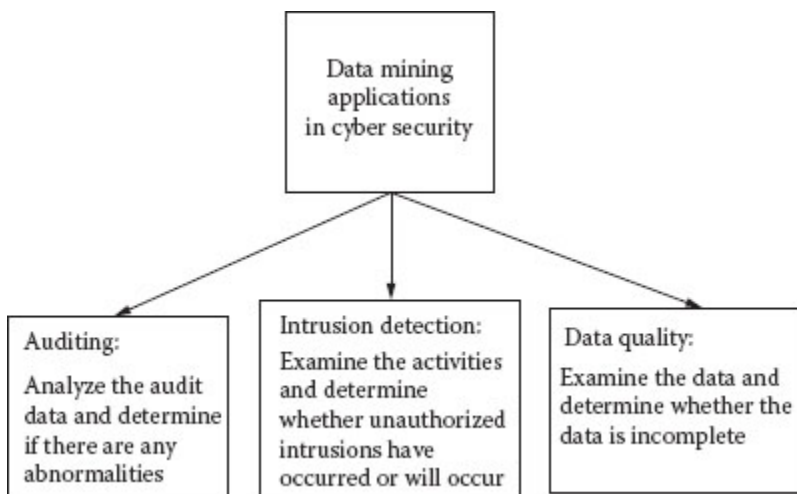 Data mining
applications
in cyber security
Auditing:
Analyze the audit
data and determine
if there are any
abnormalities
Intrusion detection:
Examine the activities
and determine
whether unauthorized
intrusions have
occurred or will occur
Data quality:
Examine the data and
determine whether the
data is incomplete